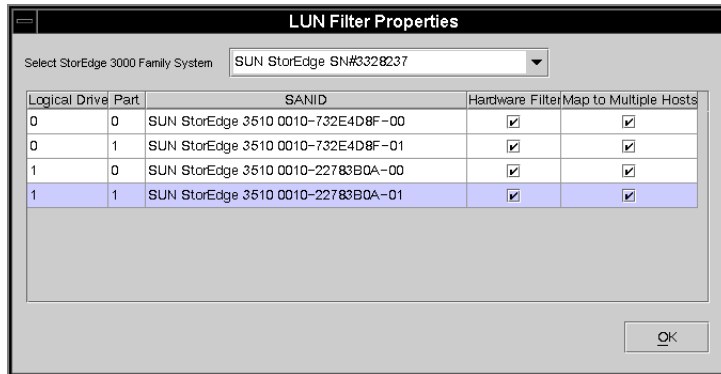 LUN Filter Properties
Select StorEdge 3000 Family System SUN StorEdge SN#3328237
Logical Drive Part SANID Hardware Filter Map to Multiple Hosts
0 0 SUN StorEdge 3510 0010-732E4D8F-00
0 1 SUN StorEdge 3510 0010-732E4D8F-01
1 0 SUN StorEdge 3510 0010-22783B0A-00
1 1 SUN StorEdge 3510 0010-22783B0A-01
OK